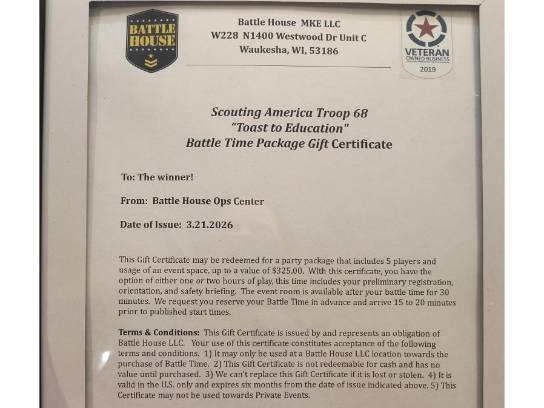 BATTLE
HOUSE
Battle House MKE LLC
W228 N1400 Westwood Dr Unit C
Waukesha, WI, 53186
VETERAN
OWNED BUSINESS
2019
Scouting America Troop 68
"Toast to Education"
Battle Time Package Gift Certificate
To: The winner!
From: Battle House Ops Center
Date of Issue: 3.21.2026
This Gift Certificate may be redeemed for a party package that includes 5 players and
usage of an event space, up to a value of $325.00. With this certificate, you have the
option of either one or two hours of play, this time includes your preliminary registration,
orientation, and safety briefing. The event room is available after your battle time for 30
minutes. We request you reserve your Battle Time in advance and arrive 15 to 20 minutes
prior to published start times.
Terms & Conditions: This Gift Certificate is issued by and represents an obligation of
Battle House LLC. Your use of this certificate constitutes acceptance of the following
terms and conditions. 1) It may only be used at a Battle House LLC location towards the
purchase of Battle Time. 2) This Gift Certificate is not redeemable for cash and has no
value until purchased. 3) We can't replace this Gift Certificate if it is lost or stolen. 4) It is
valid in the U.S. only and expires six months from the date of issue indicated above. 5) This
Certificate may not be used towards Private Events.